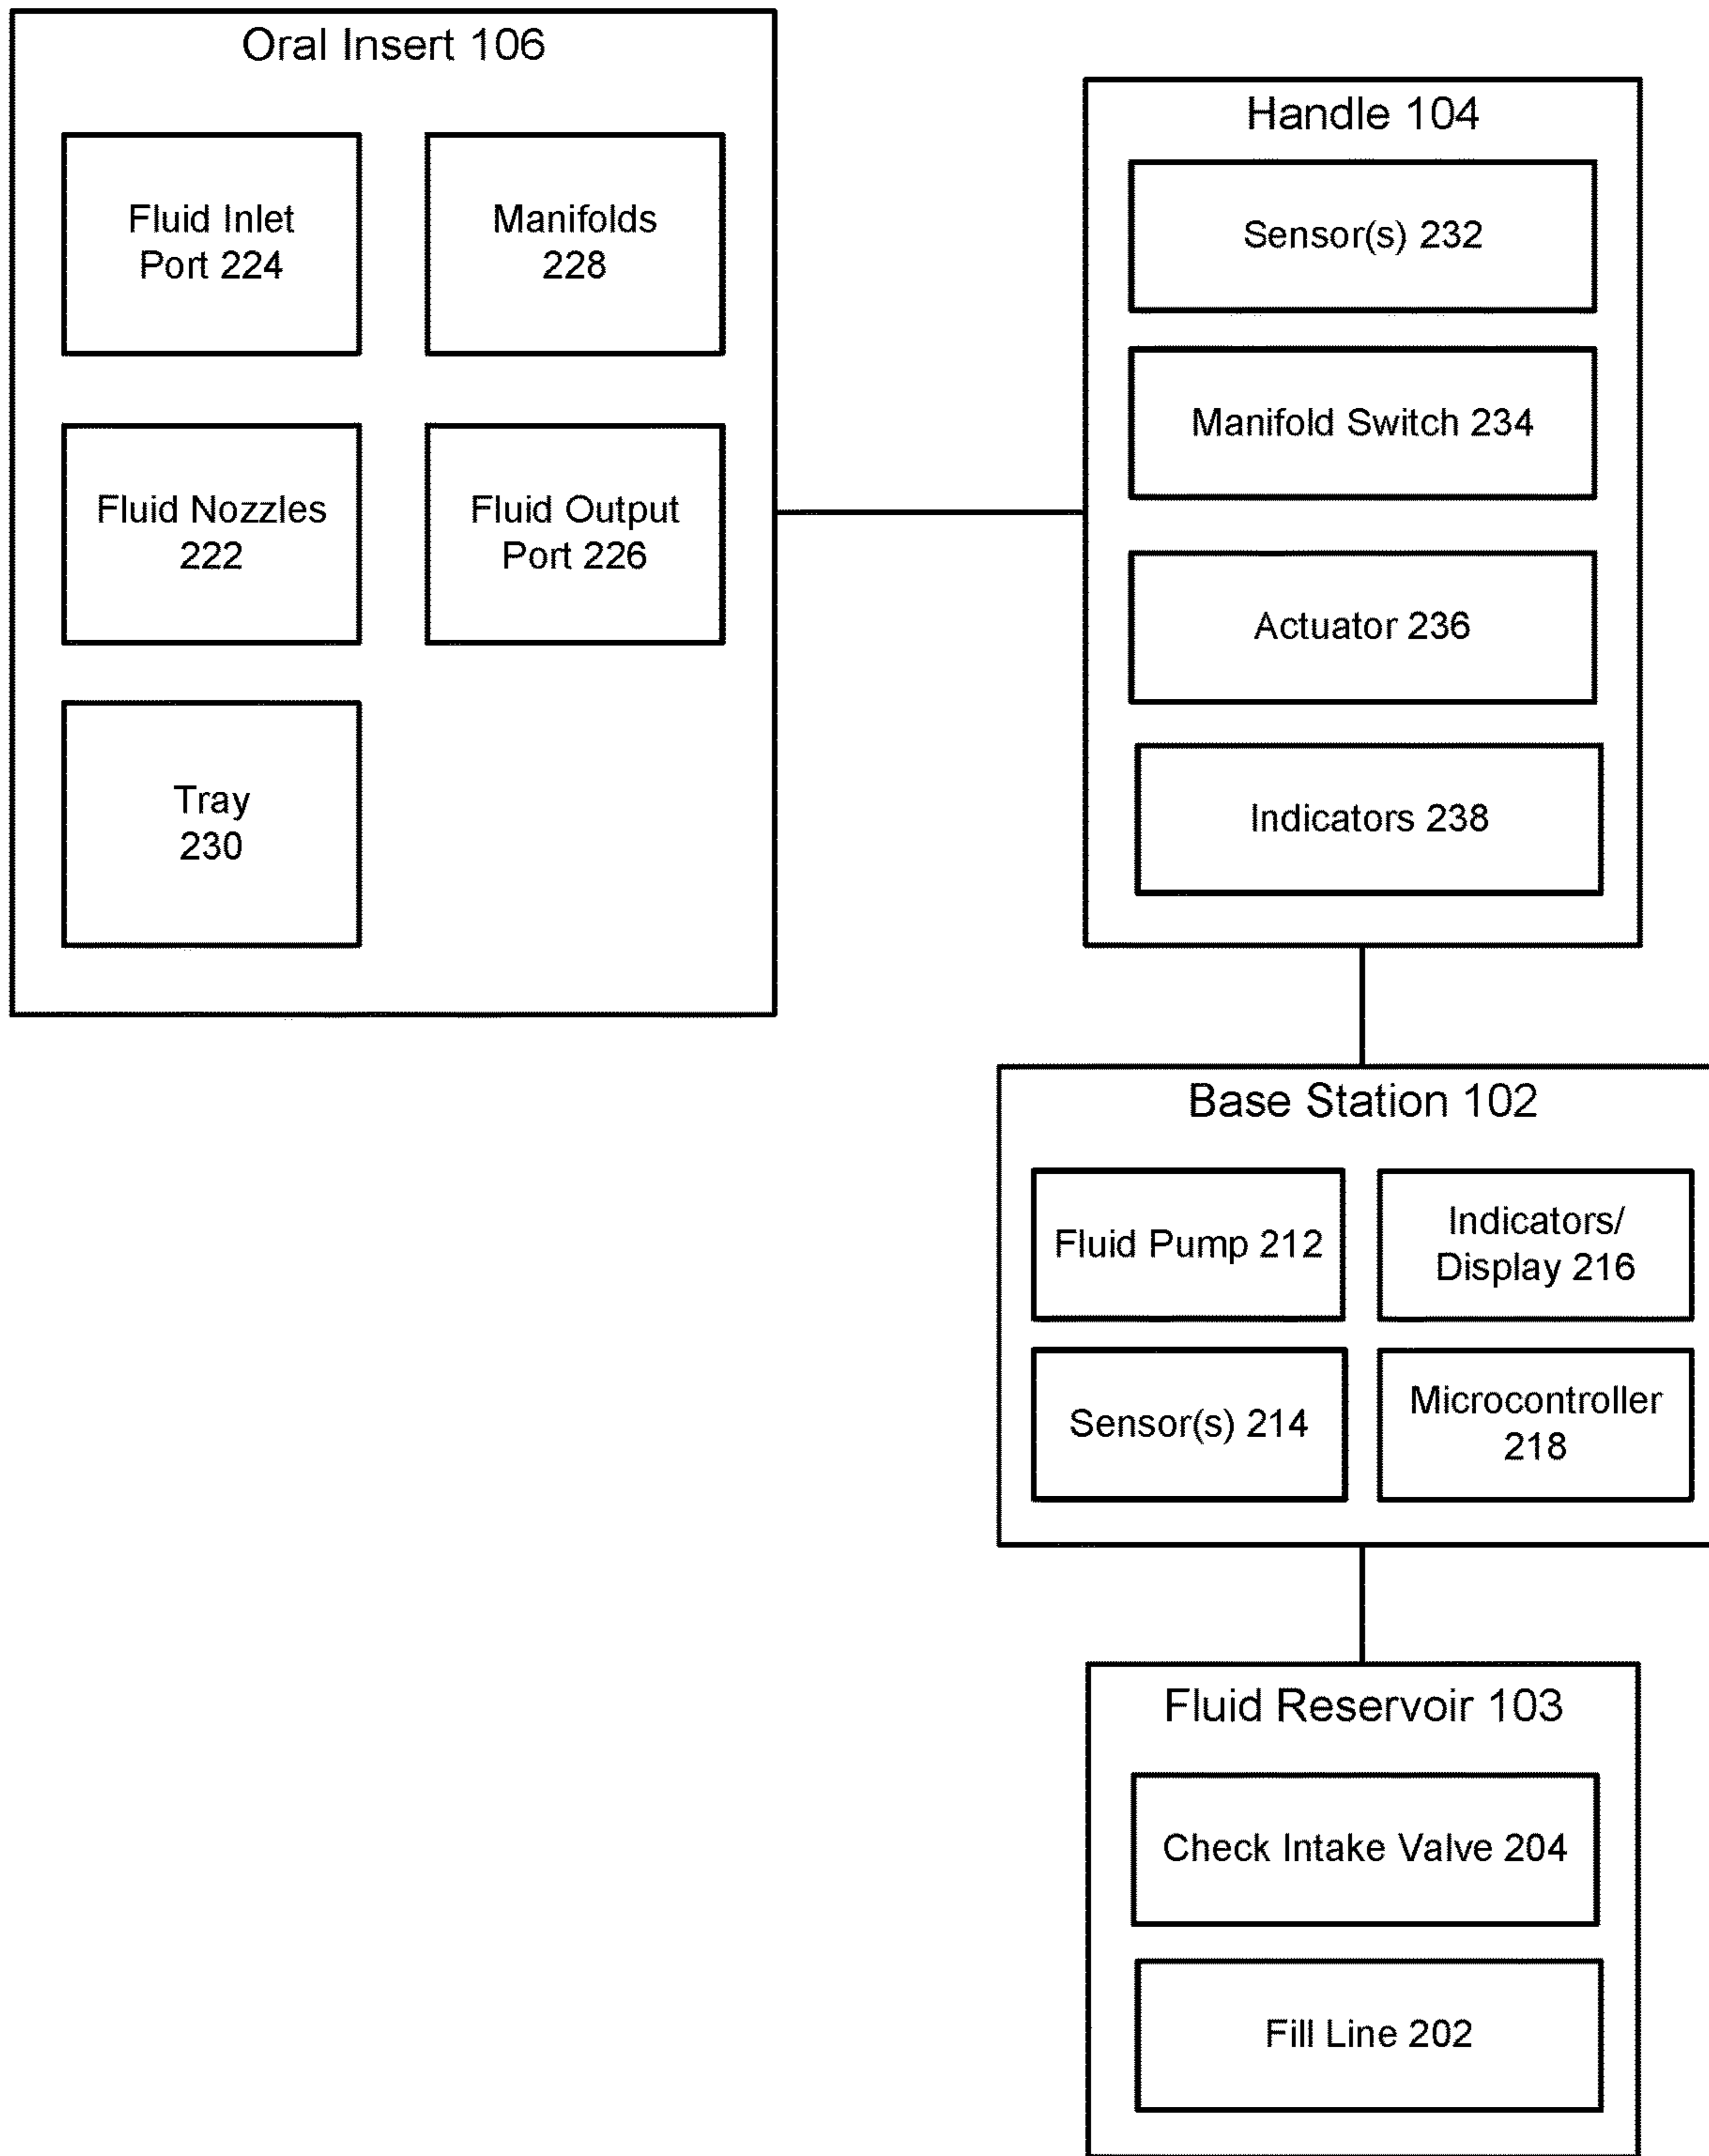 Oral Insert 106
Fluid Inlet
Port 224
Manifolds
228
Fluid Nozzles
222
Fluid Output
Port 226
Tray
230
Handle 104
Sensor(s) 232
Manifold Switch 234
Actuator 236
Indicators 238
Base Station 102
Fluid Pump 212
Indicators/
Display 216
Sensor(s) 214
Microcontroller
218
Fluid Reservoir 103
Check Intake Valve 204
Fill Line 202